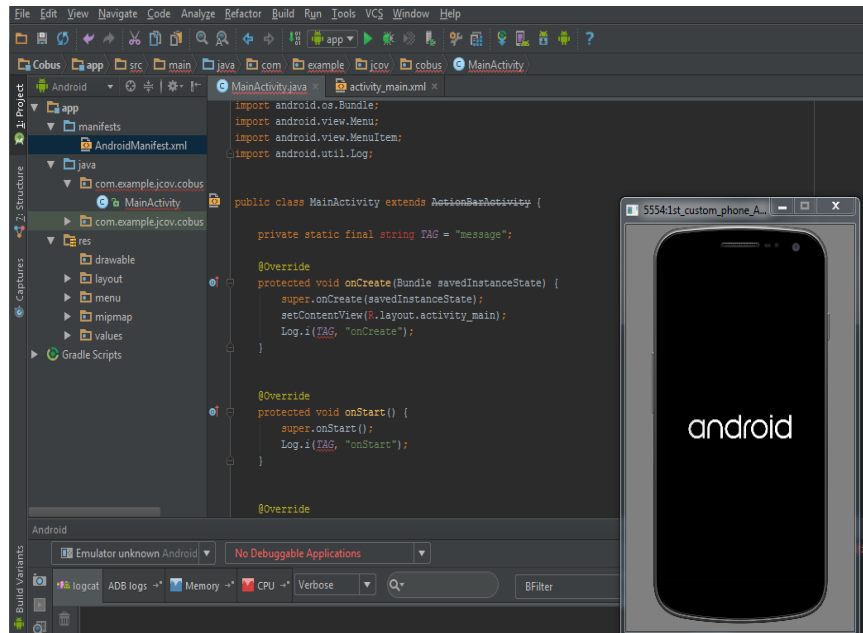 File Edit View Navigate Code Analyze Refactor Build Run Tools VCS Window Help
app
Cobus app src main java com example jcov cobus MainActivity
Android
MainActivity.java × activity_main.xml ×
1: Project
7: Structure
Captures
Build Variants
app
manifests
AndroidManifest.xml
java
com.example.jcov.cobus
MainActivity
com.example.jcov.cobus
res
drawable
layout
menu
mipmap
values
Gradle Scripts
import android.os.Bundle;
import android.view.Menu;
import android.view.MenuItem;
import android.util.Log;
public class MainActivity extends ActionBarActivity {
private static final string TAG = "message";
@Override
protected void onCreate(Bundle savedInstanceState) {
super.onCreate(savedInstanceState);
setContentView(R.layout.activity_main);
Log.i(TAG, "onCreate");
}
@Override
protected void onStart() {
super.onStart();
Log.i(TAG, "onStart");
}
@Override
5554:1st_custom_phone_A...
android
Android
Emulator unknown Android
No Debuggable Applications
logcat ADB logs Memory CPU Verbose BFilter